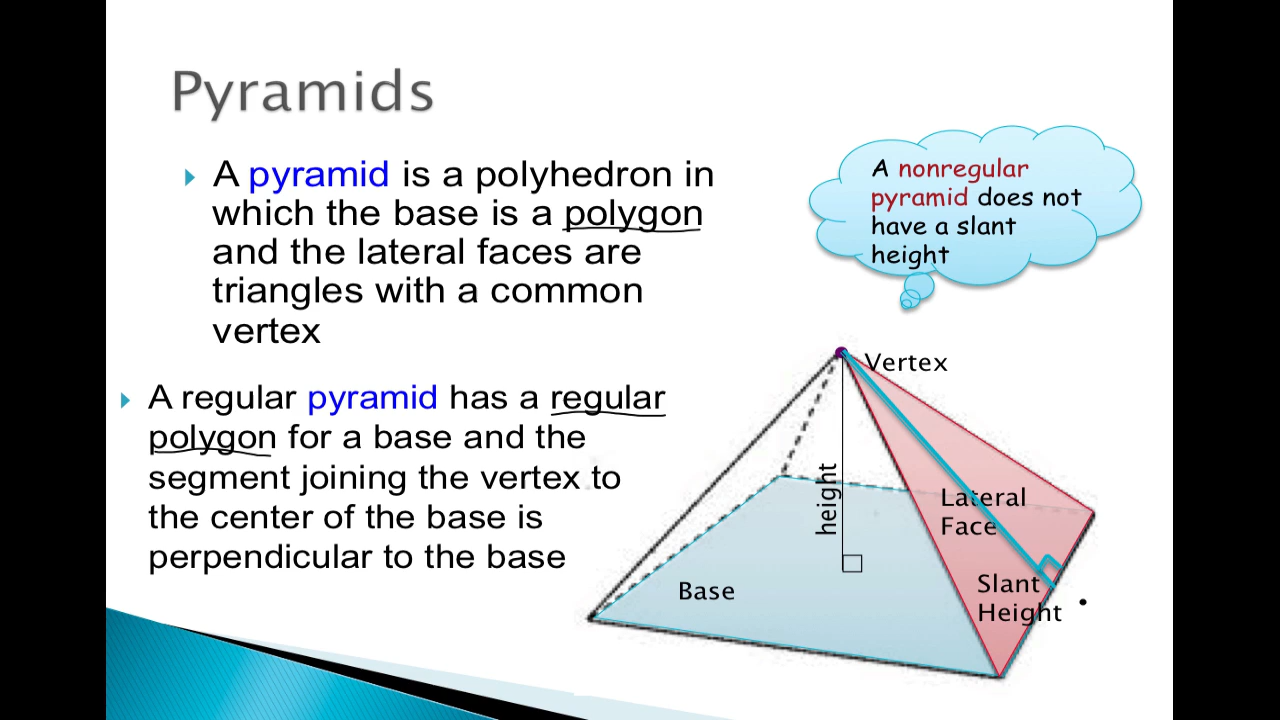 Pyramids
A pyramid is a polyhedron in
which the base is a polygon
and the lateral faces are
triangles with a common
vertex
A regular pyramid has a regular
polygon for a base and the
segment joining the vertex to
the center of the base is
perpendicular to the base
A nonregular
pyramid does not
have a slant
height
Vertex
height
Lateral
Face
Base
Slant
Height